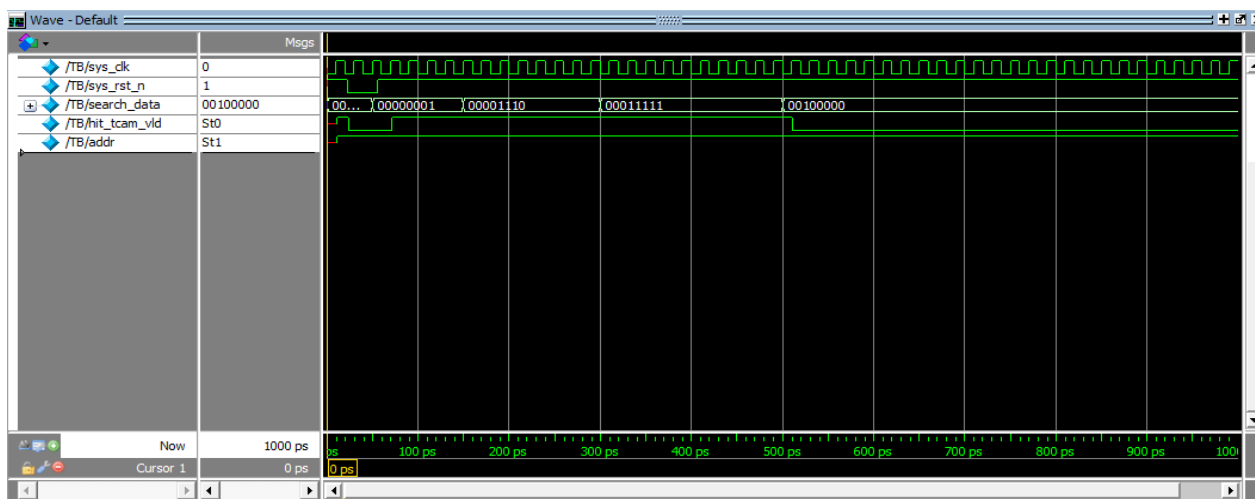 Wave - Default
Msgs
/TB/sys_clk 0
/TB/sys_rst_n 1
/TB/search_data 00100000 00... 00000001 00001110 00011111 00100000
/TB/hit_tcam_vld St0
/TB/addr St1
Now 1000 ps ps 100 ps 200 ps 300 ps 400 ps 500 ps 600 ps 700 ps 800 ps 900 ps 100
Cursor 1 0 ps 0 ps